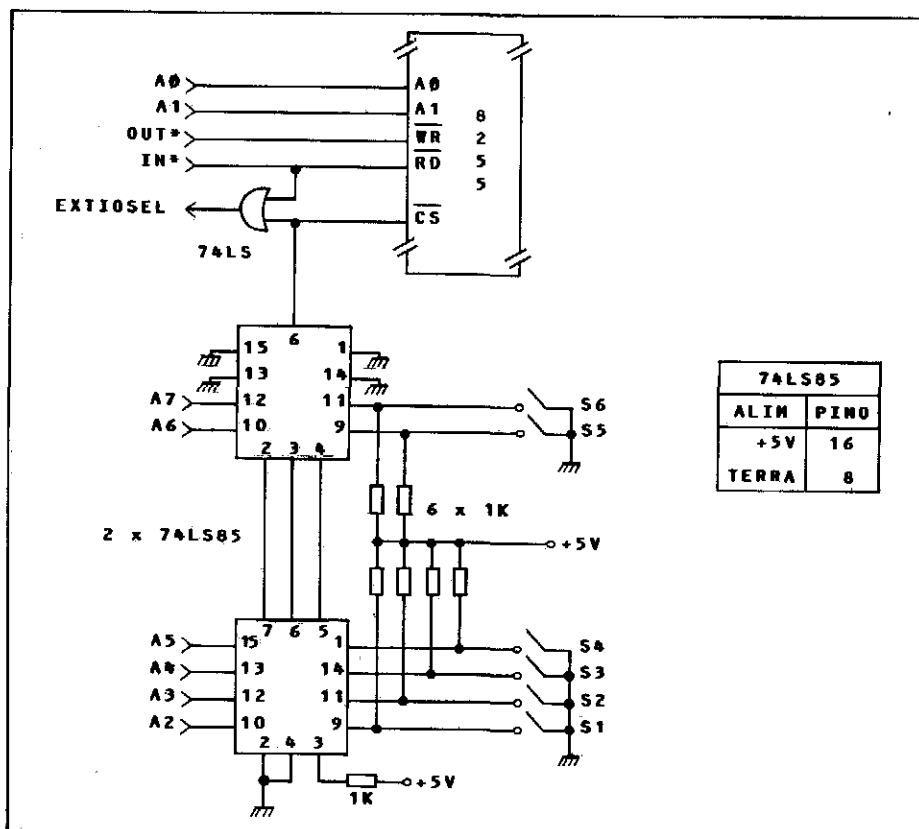 A0
A1
OUT*
IN*
EXTIOSEL
74LS
A0
A1
WR
RD
CS
8
2
5
5
6
15
13
12
10
1
14
11
9
2 3 4
A7
A6
S6
S5
6 x 1K
+5V
2 x 74LS85
7 6 5
15
13
12
10
1
14
11
9
2 4 3
A5
A4
A3
A2
S4
S3
S2
S1
1K
+5V
74LS85
ALIM PINO
+5V 16
TERRA 8